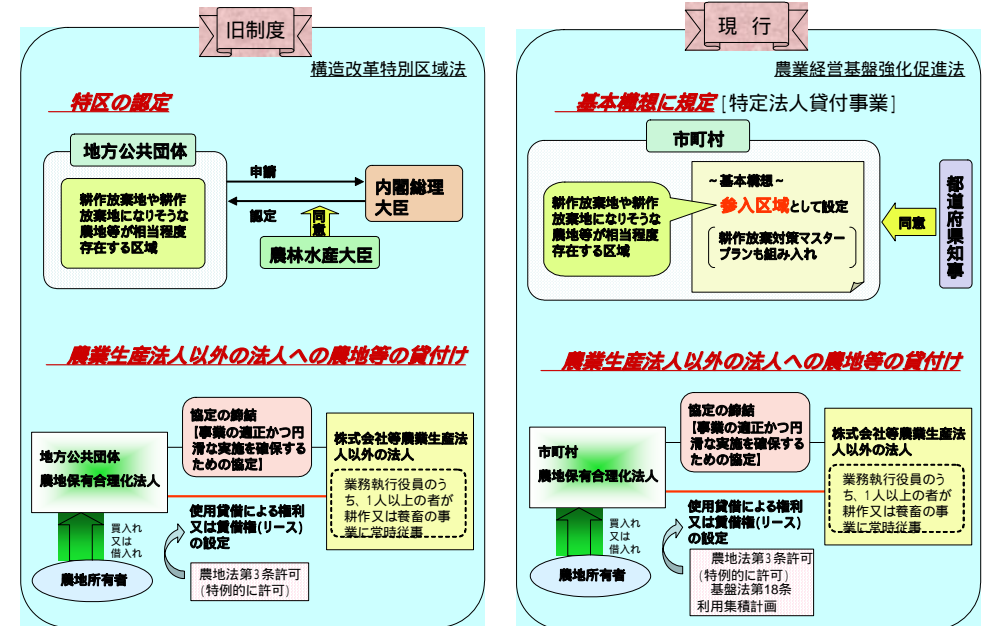 旧制度
構造改革特別区域法
特区の認定
地方公共団体
耕作放棄地や耕作
放棄地になりそうな
農地等が相当程度
存在する区域
申請
認定
内閣総理
大臣
同意
農林水産大臣
農業生産法人以外の法人への農地等の貸付け
協定の締結
【事業の適正かつ円
滑な実施を確保する
ための協定】
地方公共団体
農地保有合理化法人
株式会社等農業生産法
人以外の法人
業務執行役員のう
ち、1人以上の者が
耕作又は養畜の事
業に常時従事
買入れ
又は
借入れ
使用貸借による権利
又は賃借権(リース)
の設定
農地所有者
農地法第3条許可
(特例的に許可)
現 行
農業経営基盤強化促進法
基本構想に規定[特定法人貸付事業]
市町村
耕作放棄地や耕作
放棄地になりそうな
農地等が相当程度
存在する区域
~基本構想~
参入区域として設定
耕作放棄対策マスター
プランも組み入れ
同意
都道府県知事
農業生産法人以外の法人への農地等の貸付け
協定の締結
【事業の適正かつ円
滑な実施を確保する
ための協定】
市町村
農地保有合理化法人
株式会社等農業生産法
人以外の法人
業務執行役員のう
ち、1人以上の者が
耕作又は養畜の事
業に常時従事
買入れ
又は
借入れ
使用貸借による権利
又は賃借権(リース)
の設定
農地所有者
農地法第3条許可
(特例的に許可)
基盤法第18条
利用集積計画